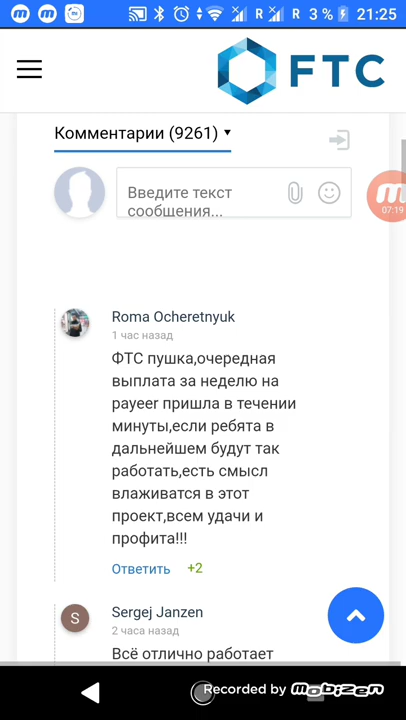 R R 3 % 21:25
FTC
Комментарии (9261)
Введите текст
сообщения...
07:19
Roma Ocheretnyuk
1 час назад
ФТС пушка,очередная
выплата за неделю на
payeer пришла в течении
минуты,если ребята в
дальнейшем будут так
работать,есть смысл
влаживатся в этот
проект,всем удачи и
профита!!!
Ответить +2
S
Sergej Janzen
2 часа назад
Всё отлично работает
Recorded by Mobizen